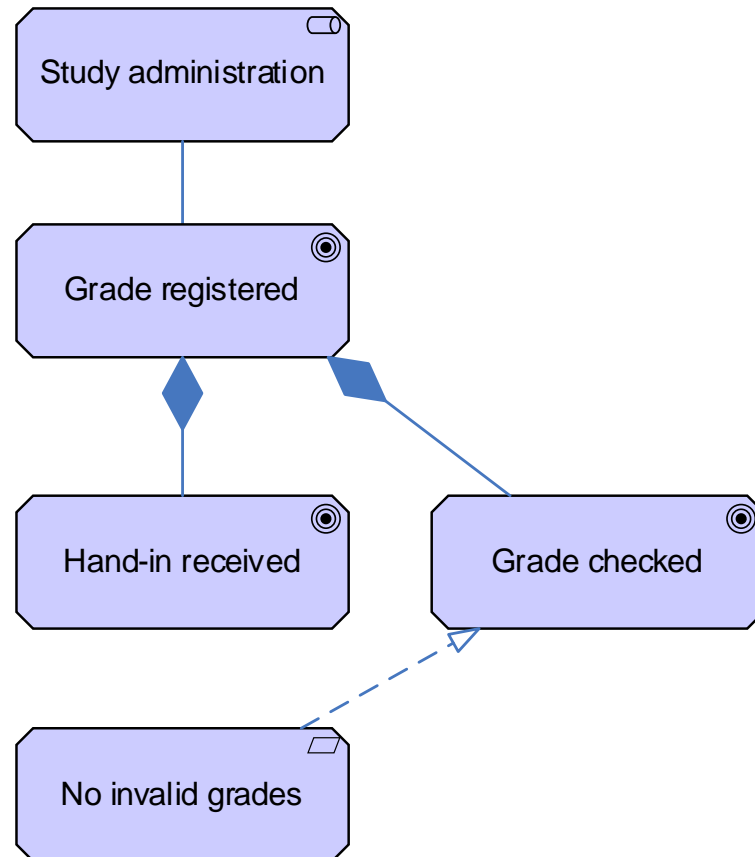 Study administration
Grade registered
Hand-in received
Grade checked
No invalid grades